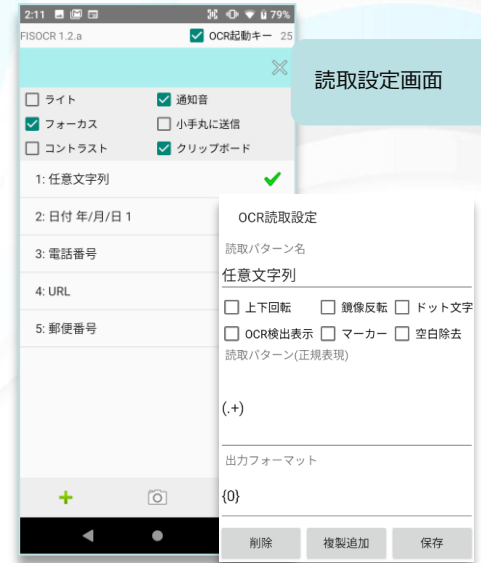 2:11 79%
FISOCR 1.2.a OCR起動キー 25
読取設定画面
ライト 通知音
フォーカス 小手丸に送信
コントラスト クリップボード
1: 任意文字列
2: 日付 年/月/日 1
3: 電話番号
4: URL
5: 郵便番号
OCR読取設定
読取パターン名
任意文字列
上下回転 鏡像反転 ドット文字
OCR検出表示 マーカー 空白除去
読取パターン(正規表現)
(.+)
出力フォーマット
{0}
削除 複製追加 保存